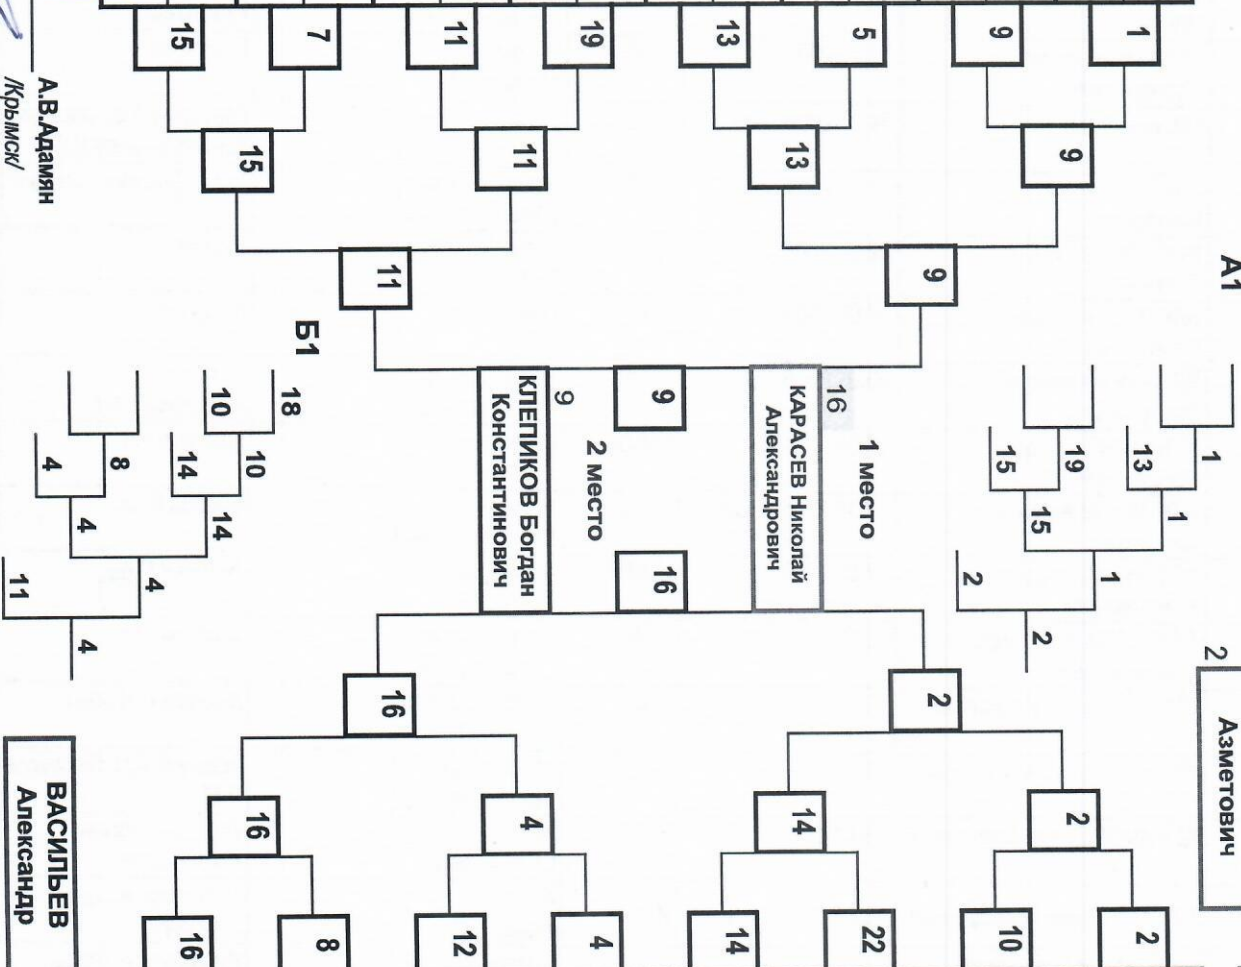 А1
Азметович
2
1
1
1 13 2
1
9 19 2
15 2
9 15 10
2
9 2
5 1 место 22
16
13 КАРАСЕВ Николай 14
Александрович
13 14
9 16
19 2 место 4
9
11 КЛЕПИКОВ Богдан 4
Константинович
11 12
11 16
7 Б1 8
18
15 10 16
10 14
15 14 16
4
8
4 4
А.В.Адамян 4 ВАСИЛЬЕВ
/Крымск/ 11 Александр